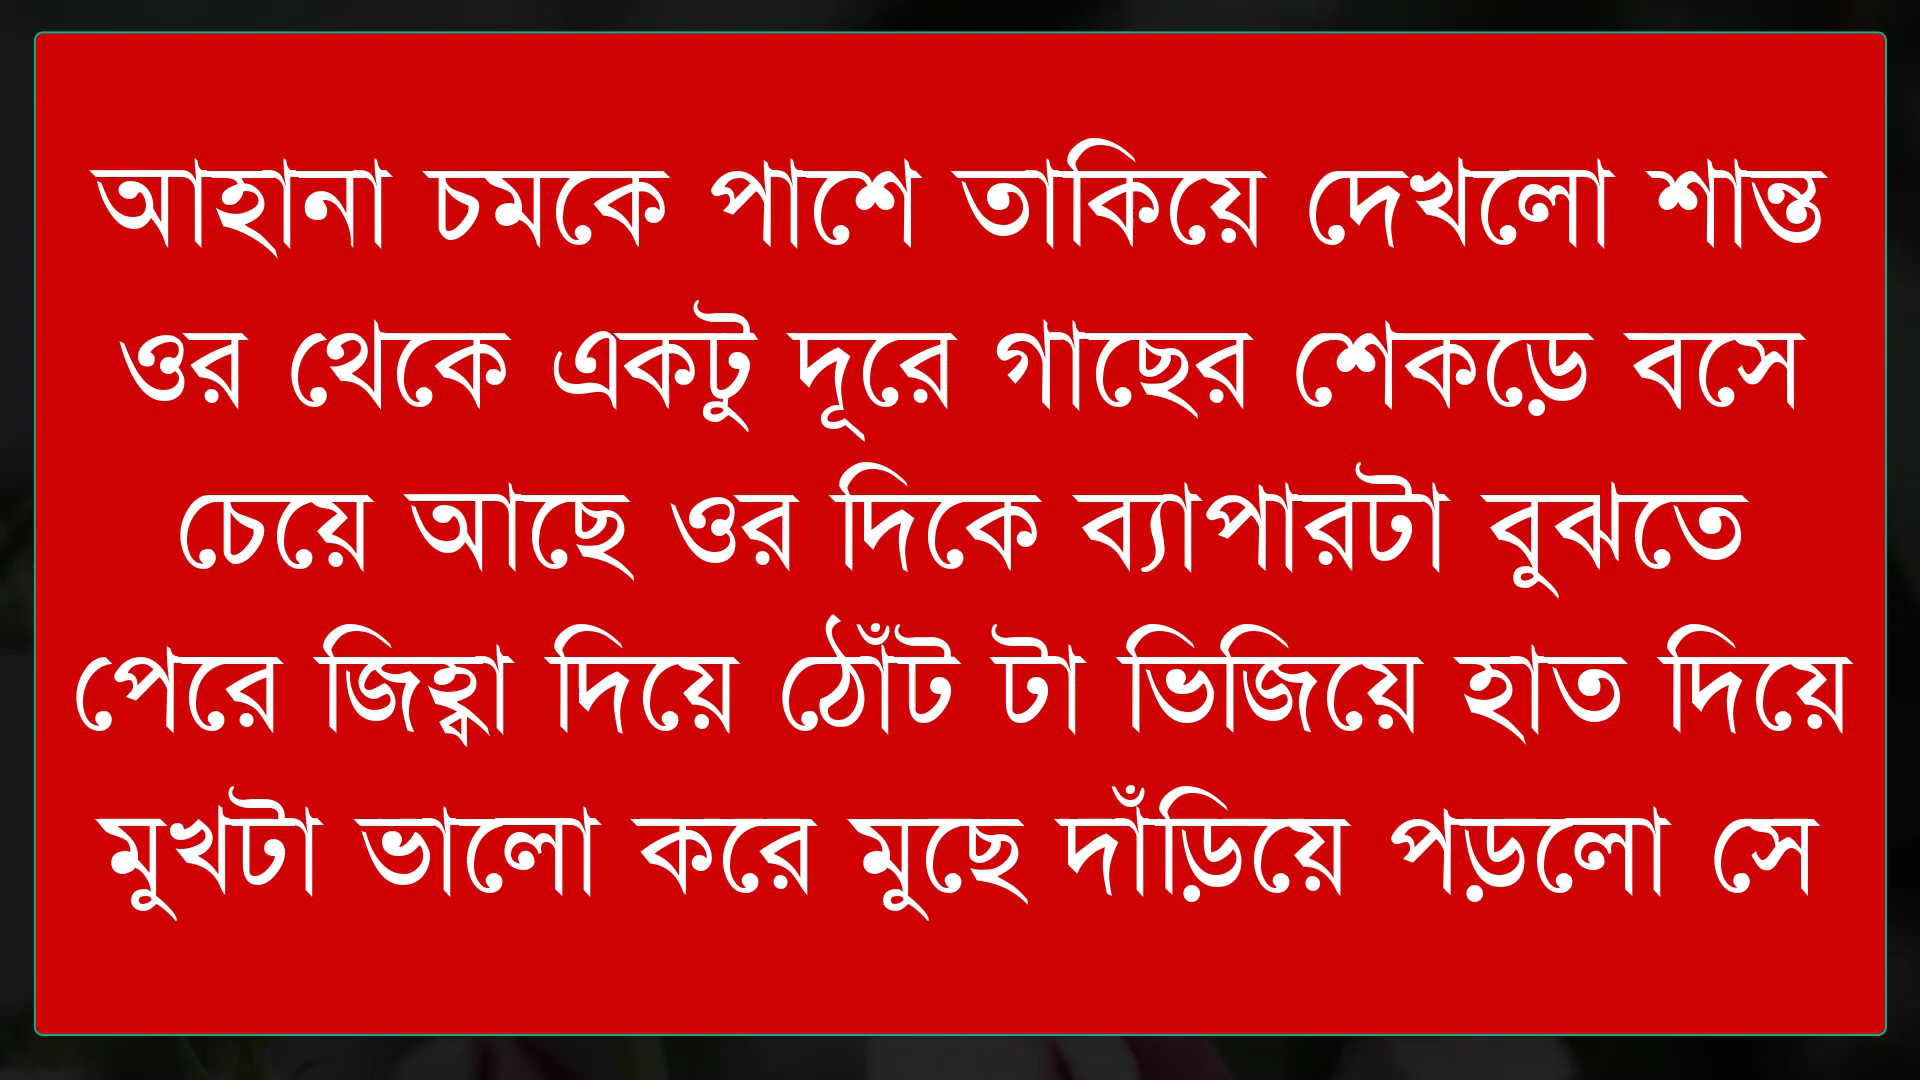 আহানা চমকে পাশে তাকিয়ে দেখলো শান্ত
ওর থেকে একটু দূরে গাছের শেকড়ে বসে
চেয়ে আছে ওর দিকে ব্যাপারটা বুঝতে
পেরে জিহ্বা দিয়ে ঠোঁট টা ভিজিয়ে হাত দিয়ে
মুখটা ভালো করে মুছে দাঁড়িয়ে পড়লো সে